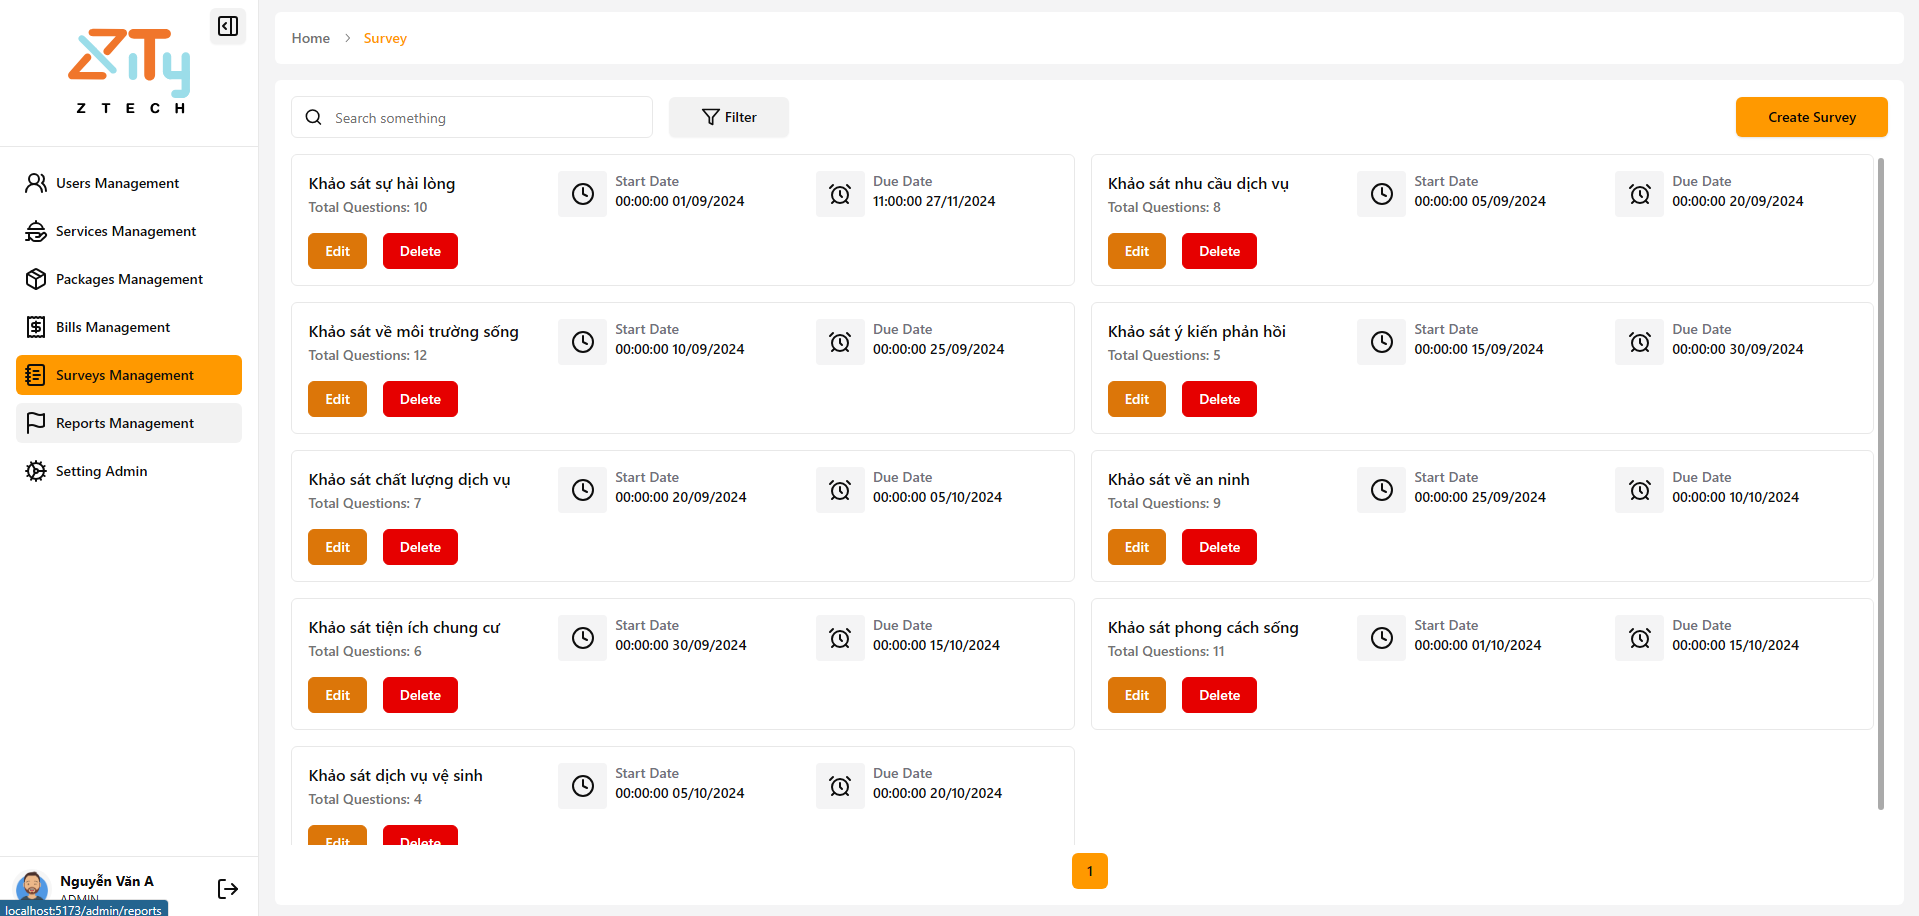 ZiTy
Z T E C H
Users Management
Services Management
Packages Management
Bills Management
Surveys Management
Reports Management
Setting Admin
Nguyễn Văn A
ADMIN
localhost:5173/admin/reports
Home > Survey
Search something
Filter
Create Survey
Khảo sát sự hài lòng
Total Questions: 10
Start Date
00:00:00 01/09/2024
Due Date
11:00:00 27/11/2024
Edit
Delete
Khảo sát nhu cầu dịch vụ
Total Questions: 8
Start Date
00:00:00 05/09/2024
Due Date
00:00:00 20/09/2024
Edit
Delete
Khảo sát về môi trường sống
Total Questions: 12
Start Date
00:00:00 10/09/2024
Due Date
00:00:00 25/09/2024
Edit
Delete
Khảo sát ý kiến phản hồi
Total Questions: 5
Start Date
00:00:00 15/09/2024
Due Date
00:00:00 30/09/2024
Edit
Delete
Khảo sát chất lượng dịch vụ
Total Questions: 7
Start Date
00:00:00 20/09/2024
Due Date
00:00:00 05/10/2024
Edit
Delete
Khảo sát về an ninh
Total Questions: 9
Start Date
00:00:00 25/09/2024
Due Date
00:00:00 10/10/2024
Edit
Delete
Khảo sát tiện ích chung cư
Total Questions: 6
Start Date
00:00:00 30/09/2024
Due Date
00:00:00 15/10/2024
Edit
Delete
Khảo sát phong cách sống
Total Questions: 11
Start Date
00:00:00 01/10/2024
Due Date
00:00:00 15/10/2024
Edit
Delete
Khảo sát dịch vụ vệ sinh
Total Questions: 4
Start Date
00:00:00 05/10/2024
Due Date
00:00:00 20/10/2024
Edit
Delete
1